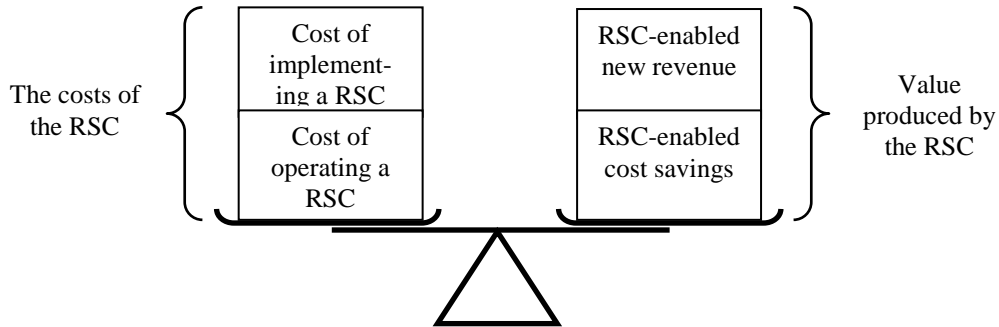 The costs of
the RSC
Cost of
implement-
ing a RSC
Cost of
operating a
RSC
RSC-enabled
new revenue
RSC-enabled
cost savings
Value
produced by
the RSC